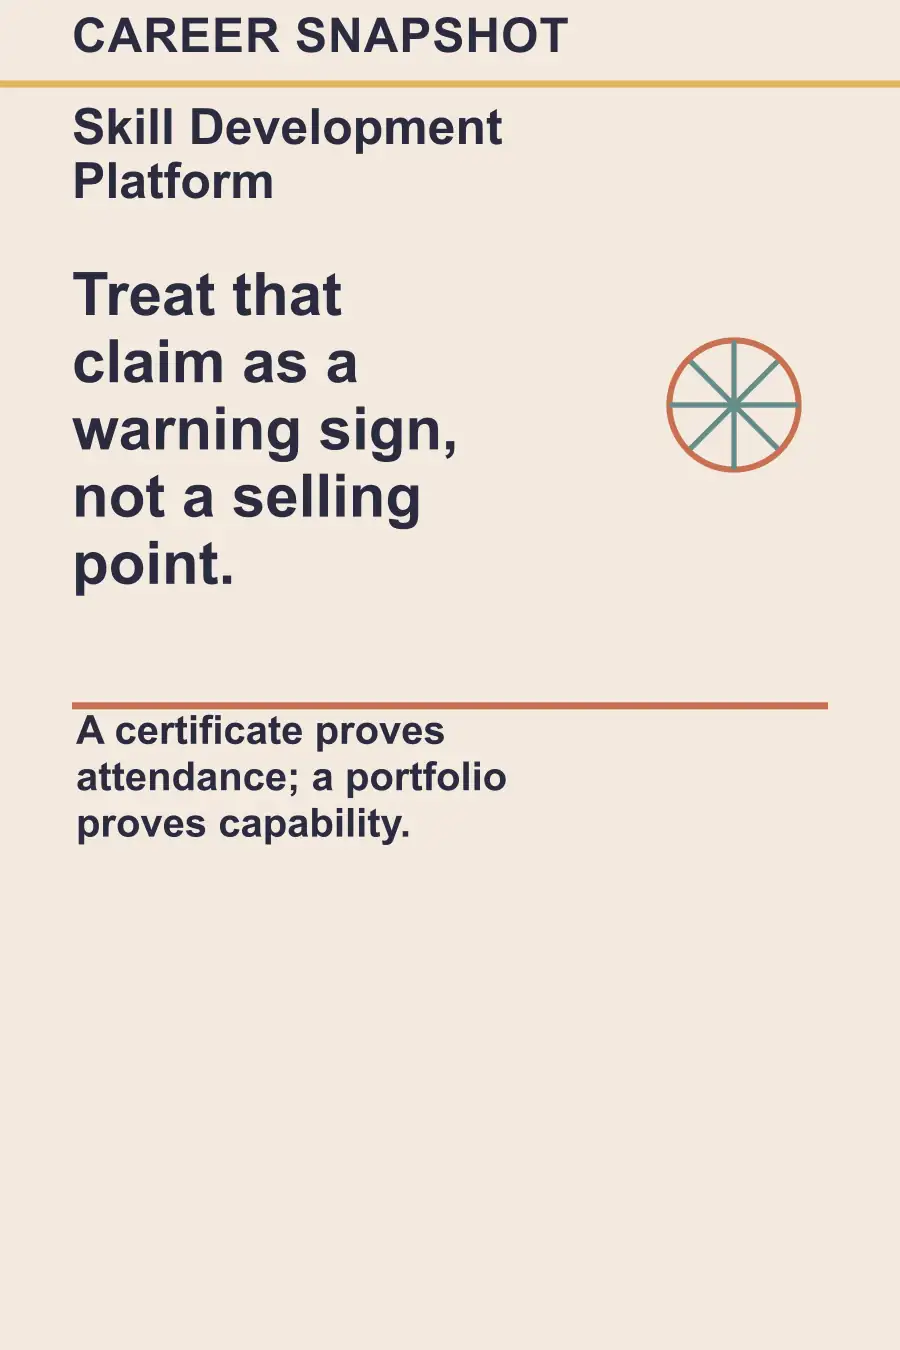 CAREER SNAPSHOT
Skill Development
Platform
Treat that
claim as a
warning sign,
not a selling
point.
A certificate proves
attendance; a portfolio
proves capability.